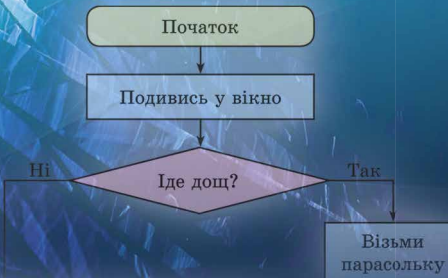 Початок
Подивись у вікно
Ні
Іде дощ?
Так
Візьми
парасольку